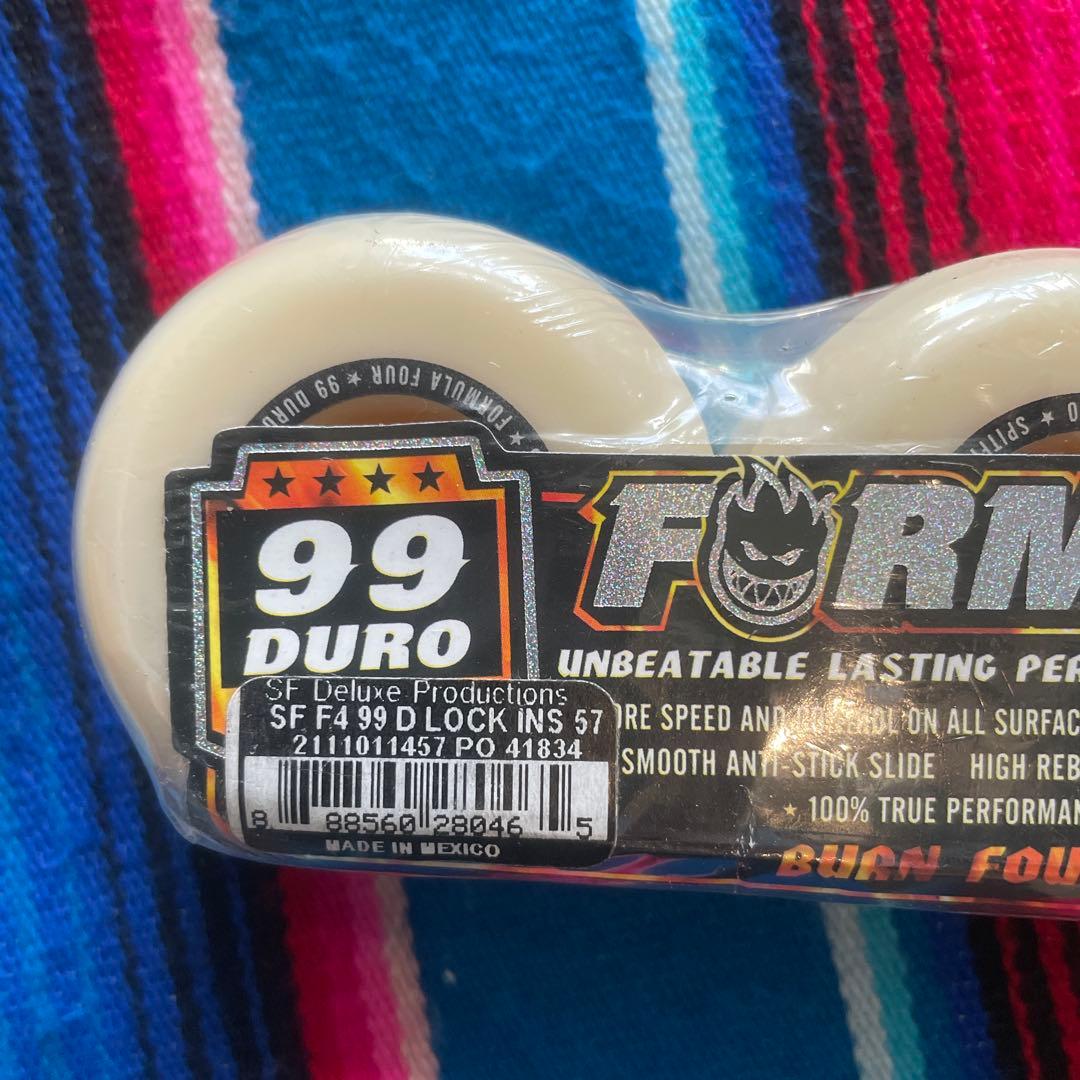 99 DURO ★ FORMULA FOUR ★
★ SPITF
★★★★
99
DURO
FORM
UNBEATABLE LASTING PER
ORE SPEED AND CONTROL ON ALL SURFAC
SMOOTH ANTI-STICK SLIDE HIGH REB
★ 100% TRUE PERFORMAN
BURN FOU
SF Deluxe Productions
SF F4 99 D LOCK INS 57
2111011457 PO 41834
8 88560 28046 5
MADE IN MEXICO